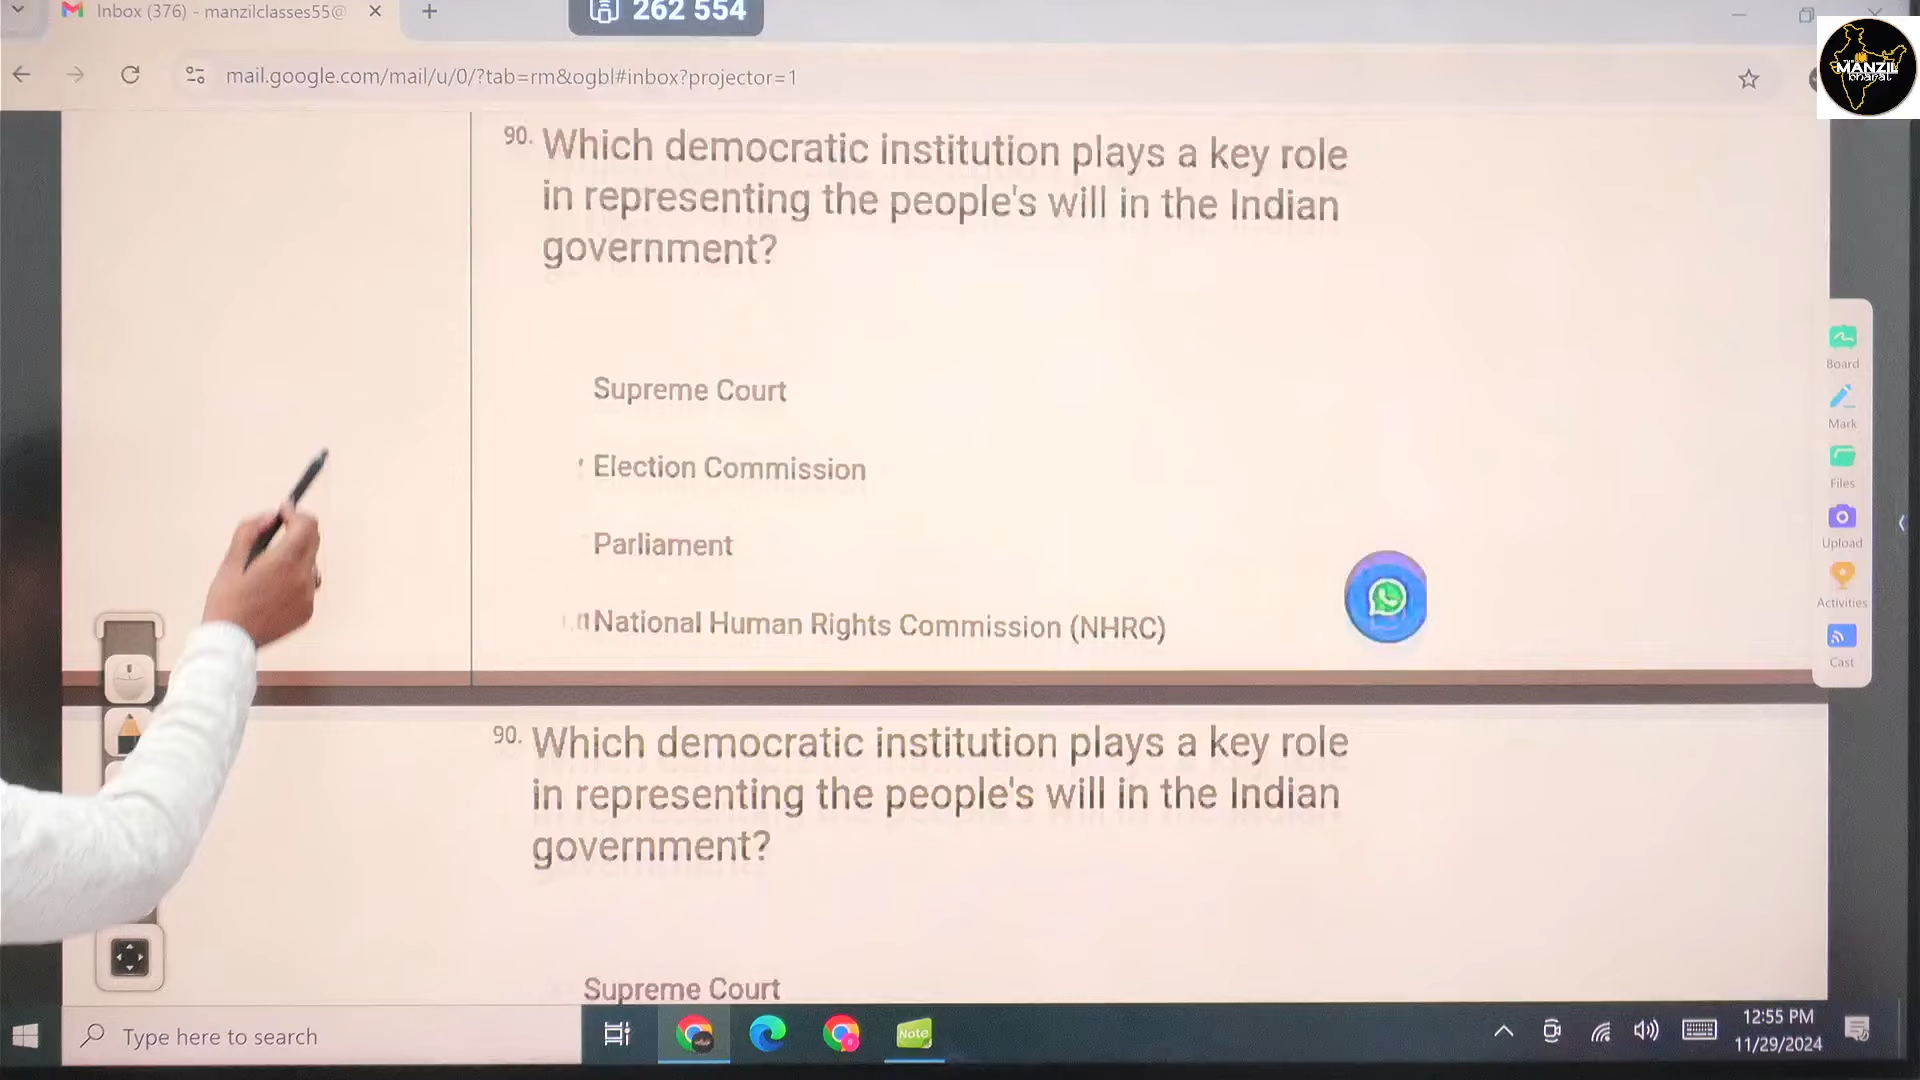 Inbox (376) - manzilclasses55@
262 554
mail.google.com/mail/u/0/?tab=rm&ogbl#inbox?projector=1
MANZIL
bharat
90. Which democratic institution plays a key role
in representing the people's will in the Indian
government?
Supreme Court
Election Commission
Parliament
National Human Rights Commission (NHRC)
Board
Mark
Files
Upload
Activities
Cast
90. Which democratic institution plays a key role
in representing the people's will in the Indian
government?
Supreme Court
Type here to search
Note
12:55 PM
11/29/2024